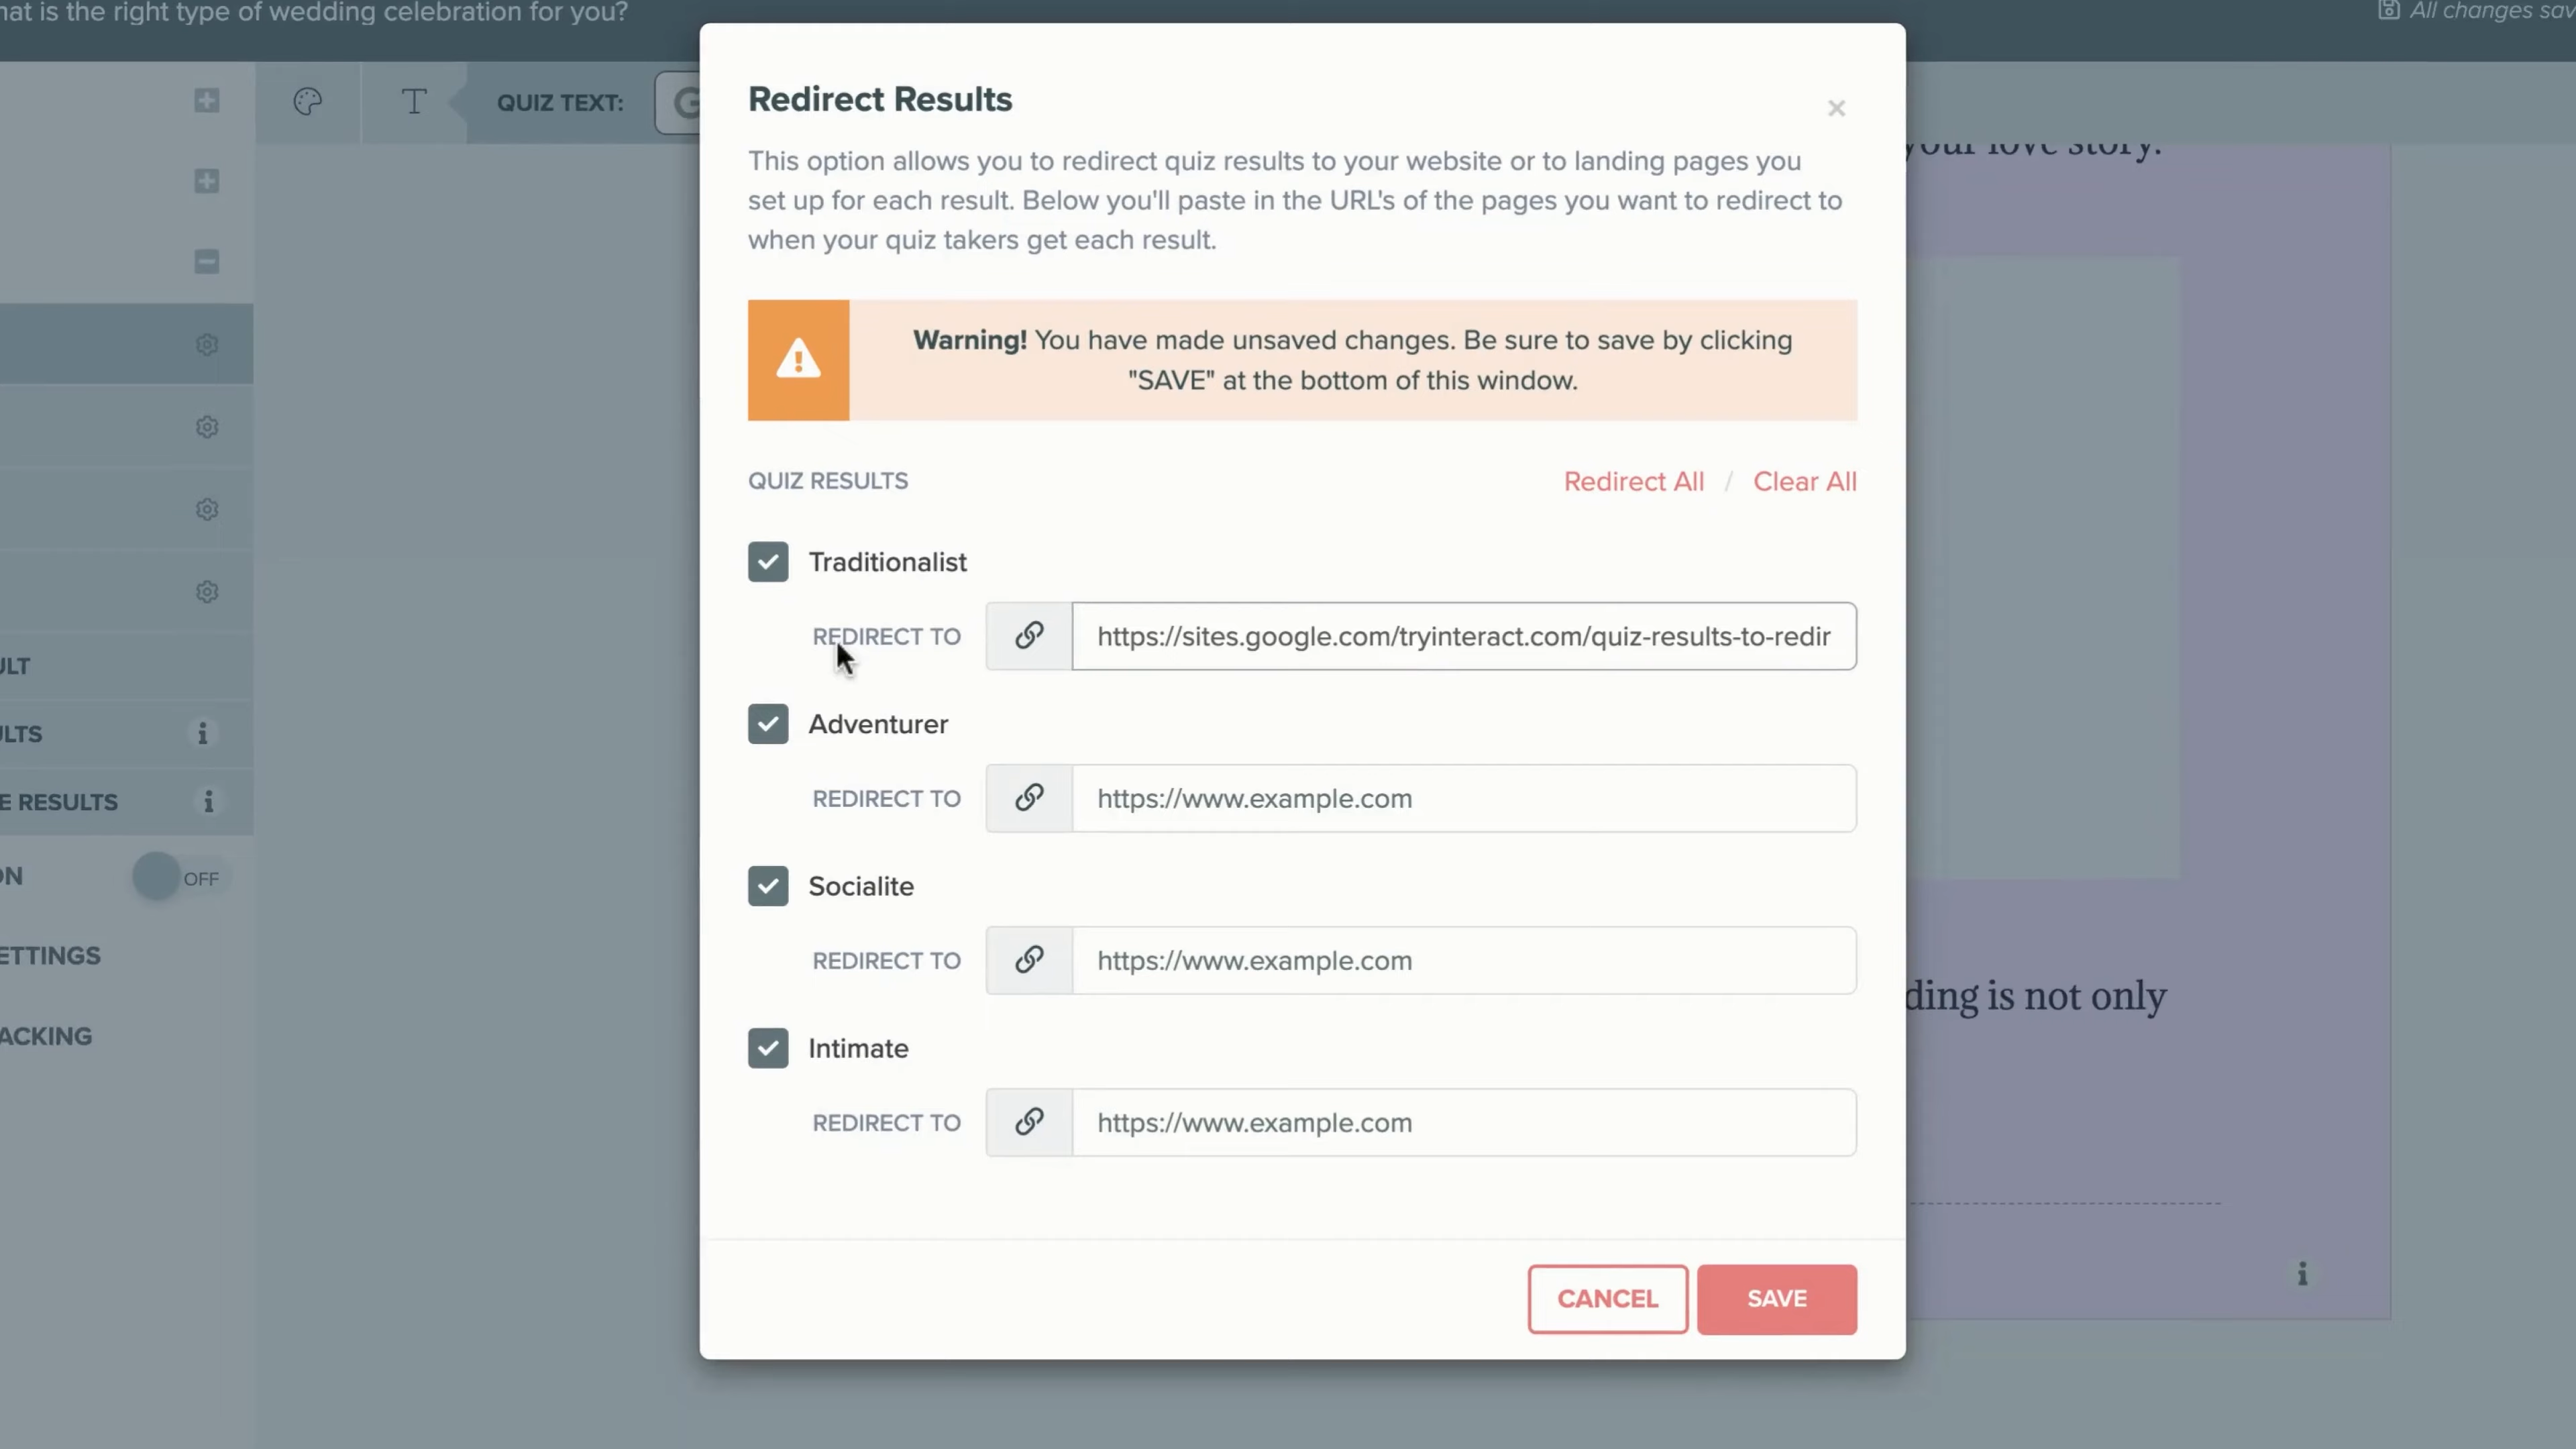 What is the right type of wedding celebration for you?
All changes sav
QUIZ TEXT:
your love story.
Redirect Results
This option allows you to redirect quiz results to your website or to landing pages you
set up for each result. Below you'll paste in the URL's of the pages you want to redirect to
when your quiz takers get each result.
Warning! You have made unsaved changes. Be sure to save by clicking
"SAVE" at the bottom of this window.
QUIZ RESULTS
Redirect All / Clear All
Traditionalist
REDIRECT TO
https://sites.google.com/tryinteract.com/quiz-results-to-redir
Adventurer
REDIRECT TO
https://www.example.com
Socialite
REDIRECT TO
https://www.example.com
Intimate
REDIRECT TO
https://www.example.com
CANCEL
SAVE
ULT
ULTS
E RESULTS
ON
OFF
ETTINGS
ACKING
ding is not only